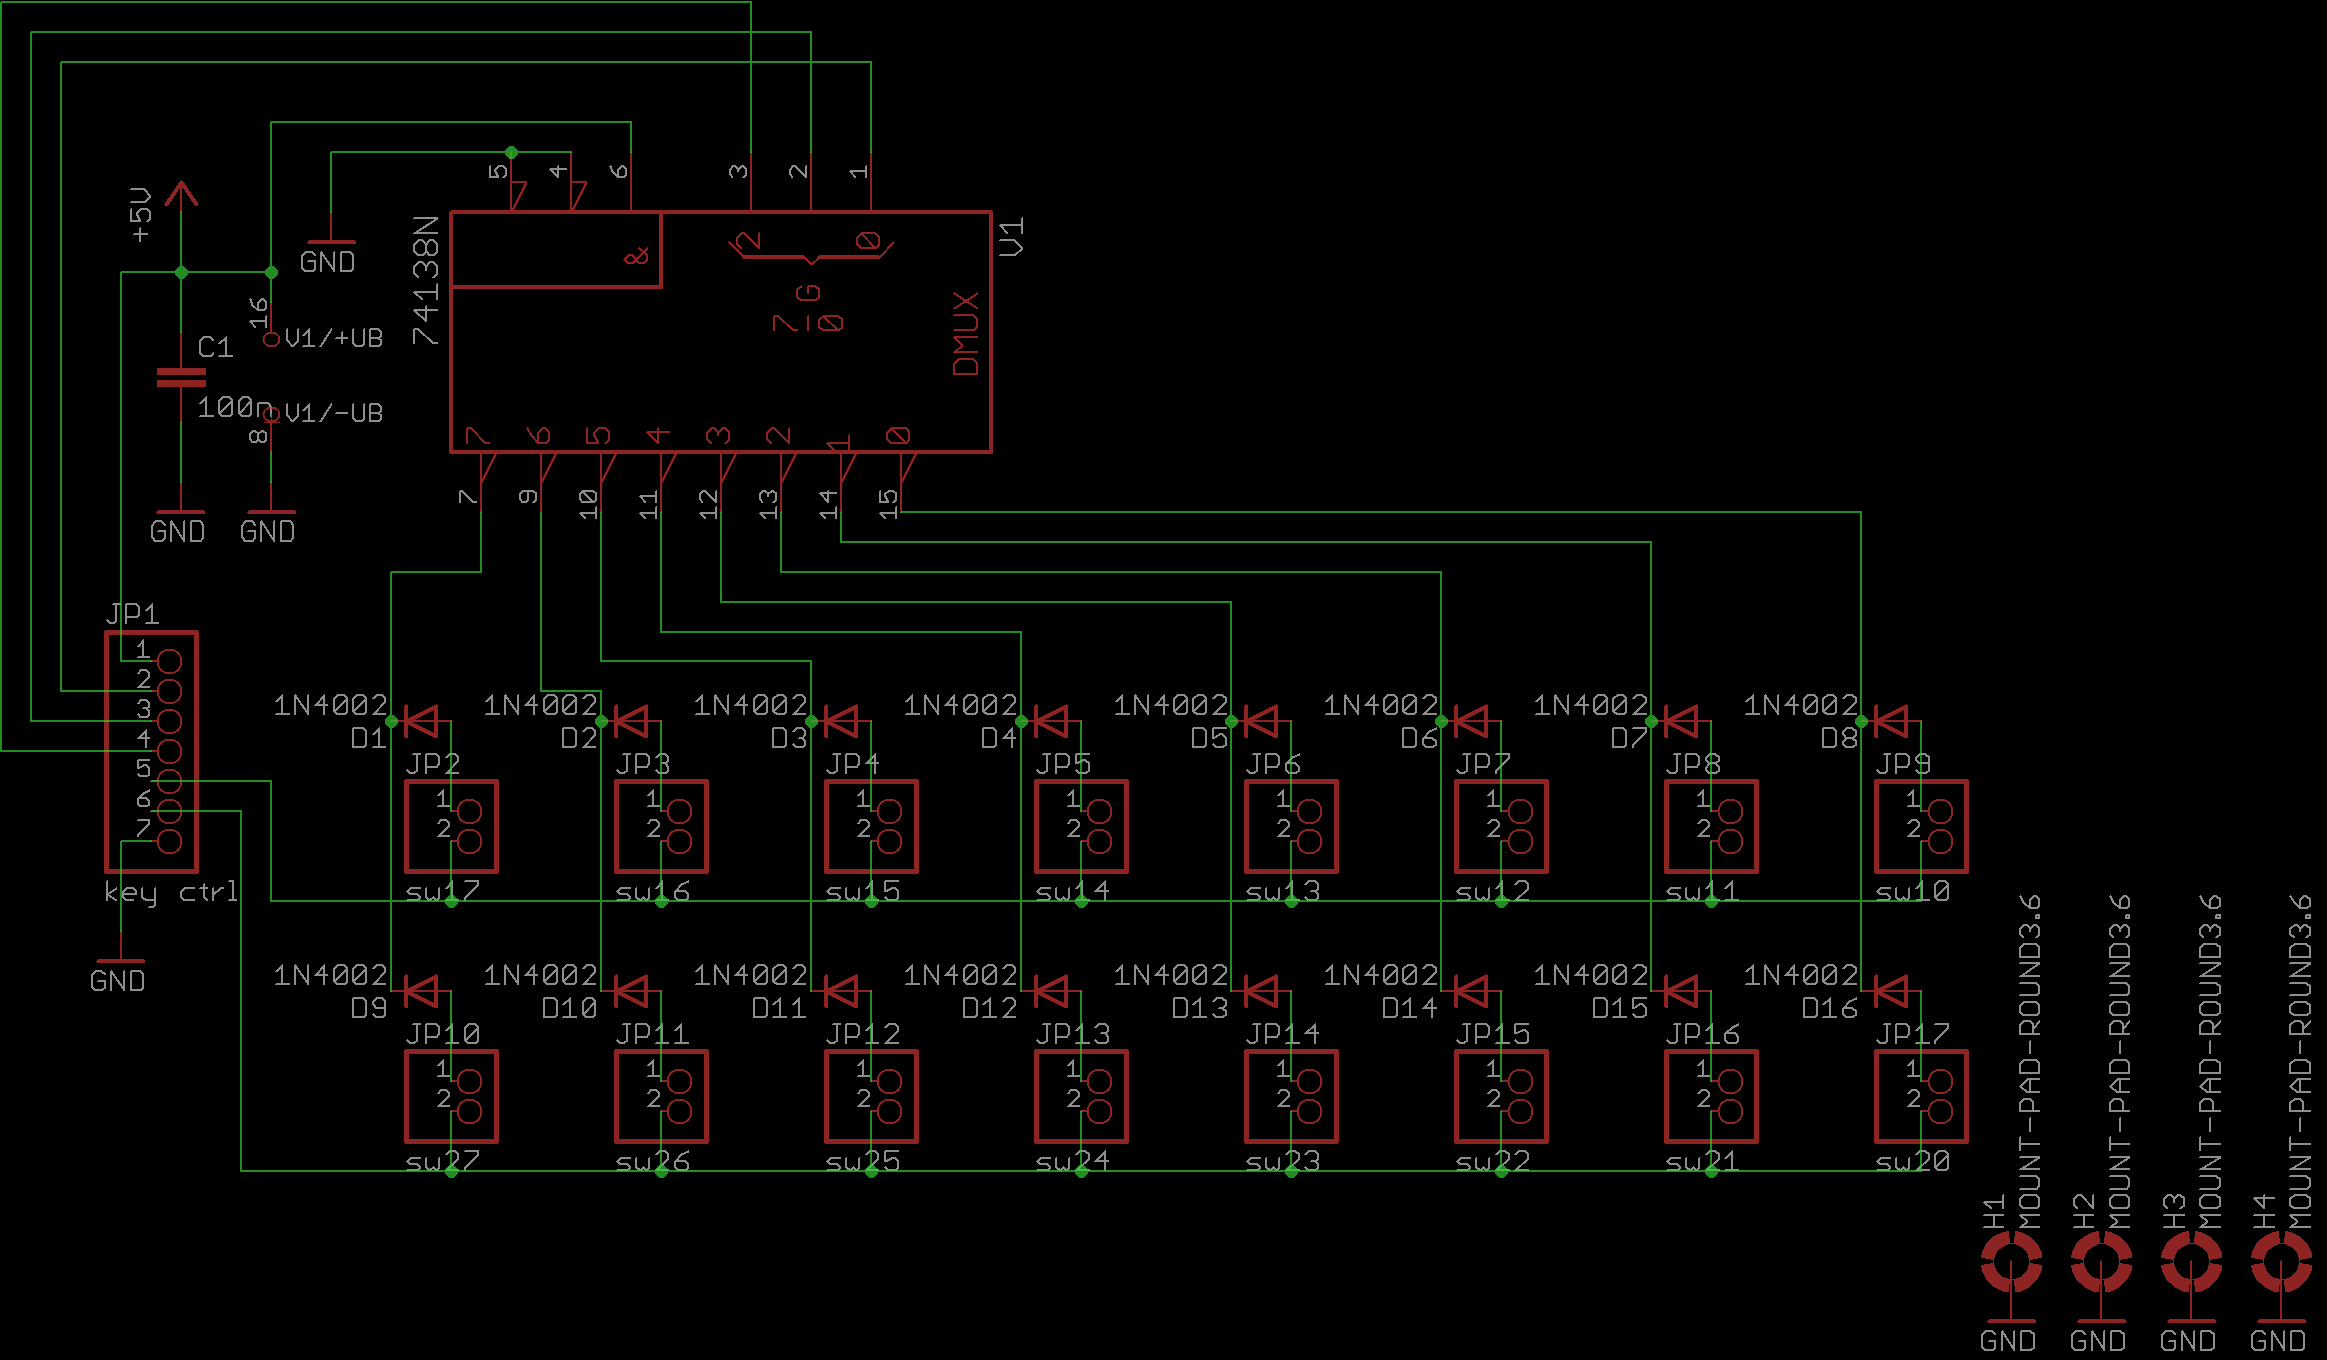 5 4 6 3 2 1
+5V
GND
74138N
&
2 0
G
7
0
DMUX
V1
16
V1/+UB
C1
100n
V1/-UB
8
GND GND
7 6 5 4 3 2 1 0
7 9 10 11 12 13 14 15
JP1
1
2
3
4
5
6
7
key ctrl
GND
1N4002 1N4002 1N4002 1N4002 1N4002 1N4002 1N4002 1N4002
D1 D2 D3 D4 D5 D6 D7 D8
JP2 JP3 JP4 JP5 JP6 JP7 JP8 JP9
1 1 1 1 1 1 1 1
2 2 2 2 2 2 2 2
sw17 sw16 sw15 sw14 sw13 sw12 sw11 sw10
1N4002 1N4002 1N4002 1N4002 1N4002 1N4002 1N4002 1N4002
D9 D10 D11 D12 D13 D14 D15 D16
JP10 JP11 JP12 JP13 JP14 JP15 JP16 JP17
1 1 1 1 1 1 1 1
2 2 2 2 2 2 2 2
sw27 sw26 sw25 sw24 sw23 sw22 sw21 sw20
H1
MOUNT-PAD-ROUND3.6
H2
MOUNT-PAD-ROUND3.6
H3
MOUNT-PAD-ROUND3.6
H4
MOUNT-PAD-ROUND3.6
GND GND GND GND